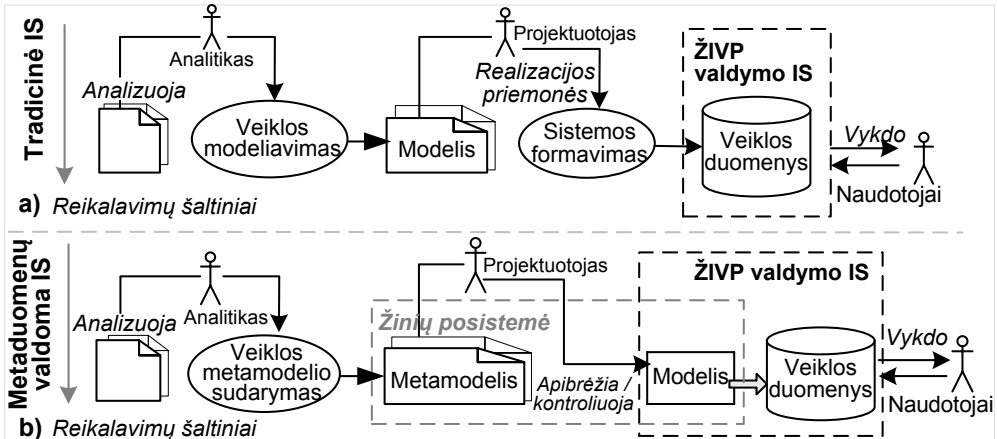 Tradicinė IS
Analitikas
Analizuoja
Veiklos
modeliavimas
Modelis
Projektuotojas
Realizacijos
priemonės
Sistemos
formavimas
ŽIVP
valdymo IS
Veiklos
duomenys
Vykdo
Naudotojai
a) Reikalavimų šaltiniai
Metaduomenų
valdoma IS
Analitikas
Analizuoja
Veiklos
metamodelio
sudarymas
Projektuotojas
Žinių posistemė
Metamodelis
Apibrėžia /
kontroliuoja
ŽIVP valdymo IS
Modelis
Veiklos
duomenys
Vykdo
Naudotojai
b) Reikalavimų šaltiniai